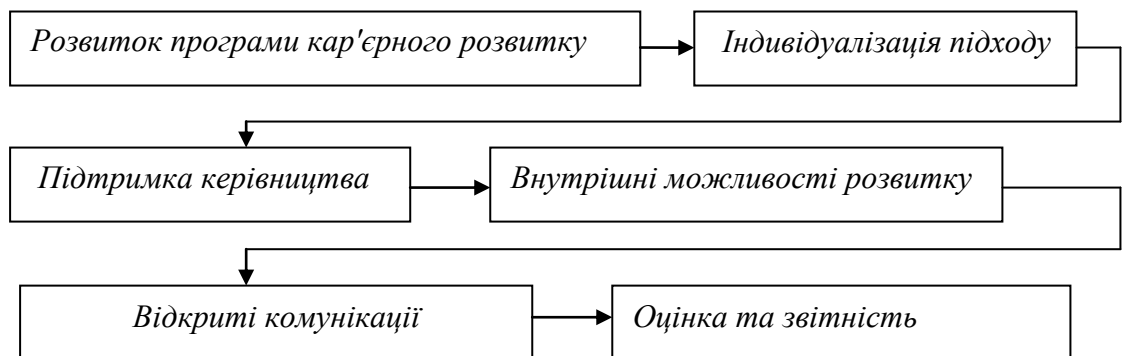 Розвиток програми кар'єрного розвитку
Індивідуалізація підходу
Підтримка керівництва
Внутрішні можливості розвитку
Відкриті комунікації
Оцінка та звітність